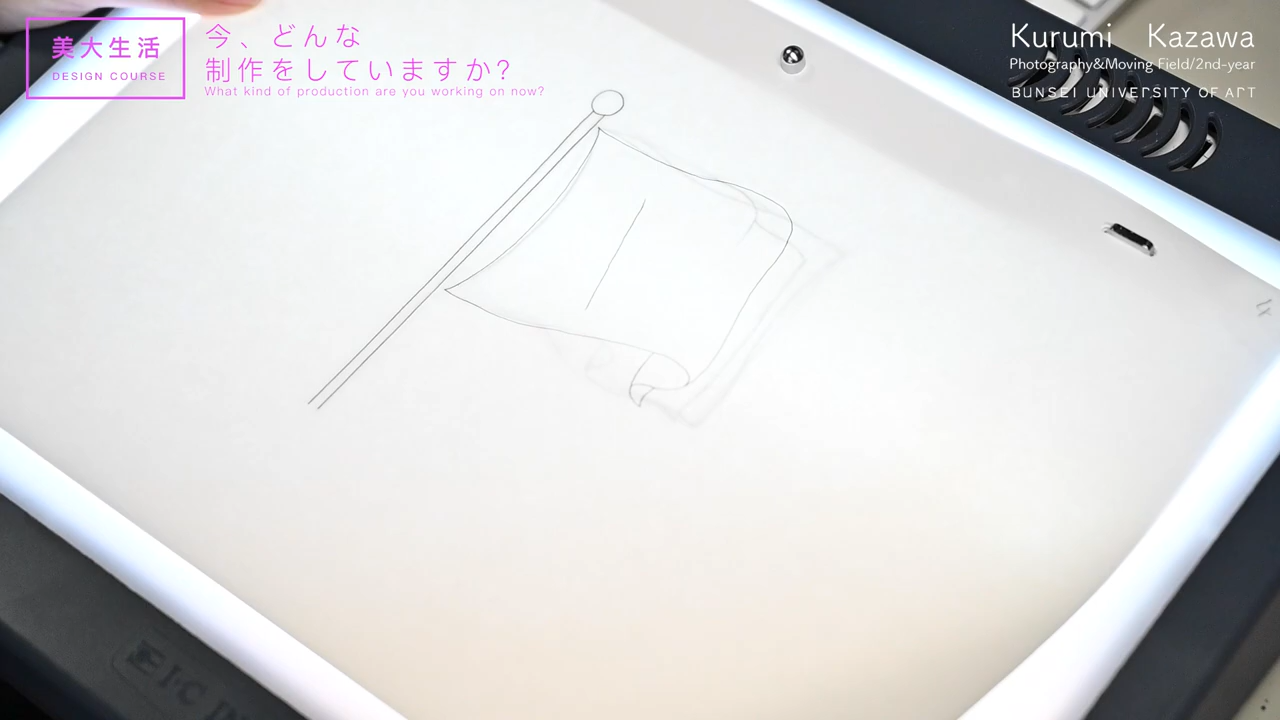 美大生活
DESIGN COURSE
今、どんな
制作をしていますか?
What kind of production are you working on now?
Kurumi Kazawa
Photography&Moving Field/2nd-year
BUNSEI UNIVERSITY OF ART